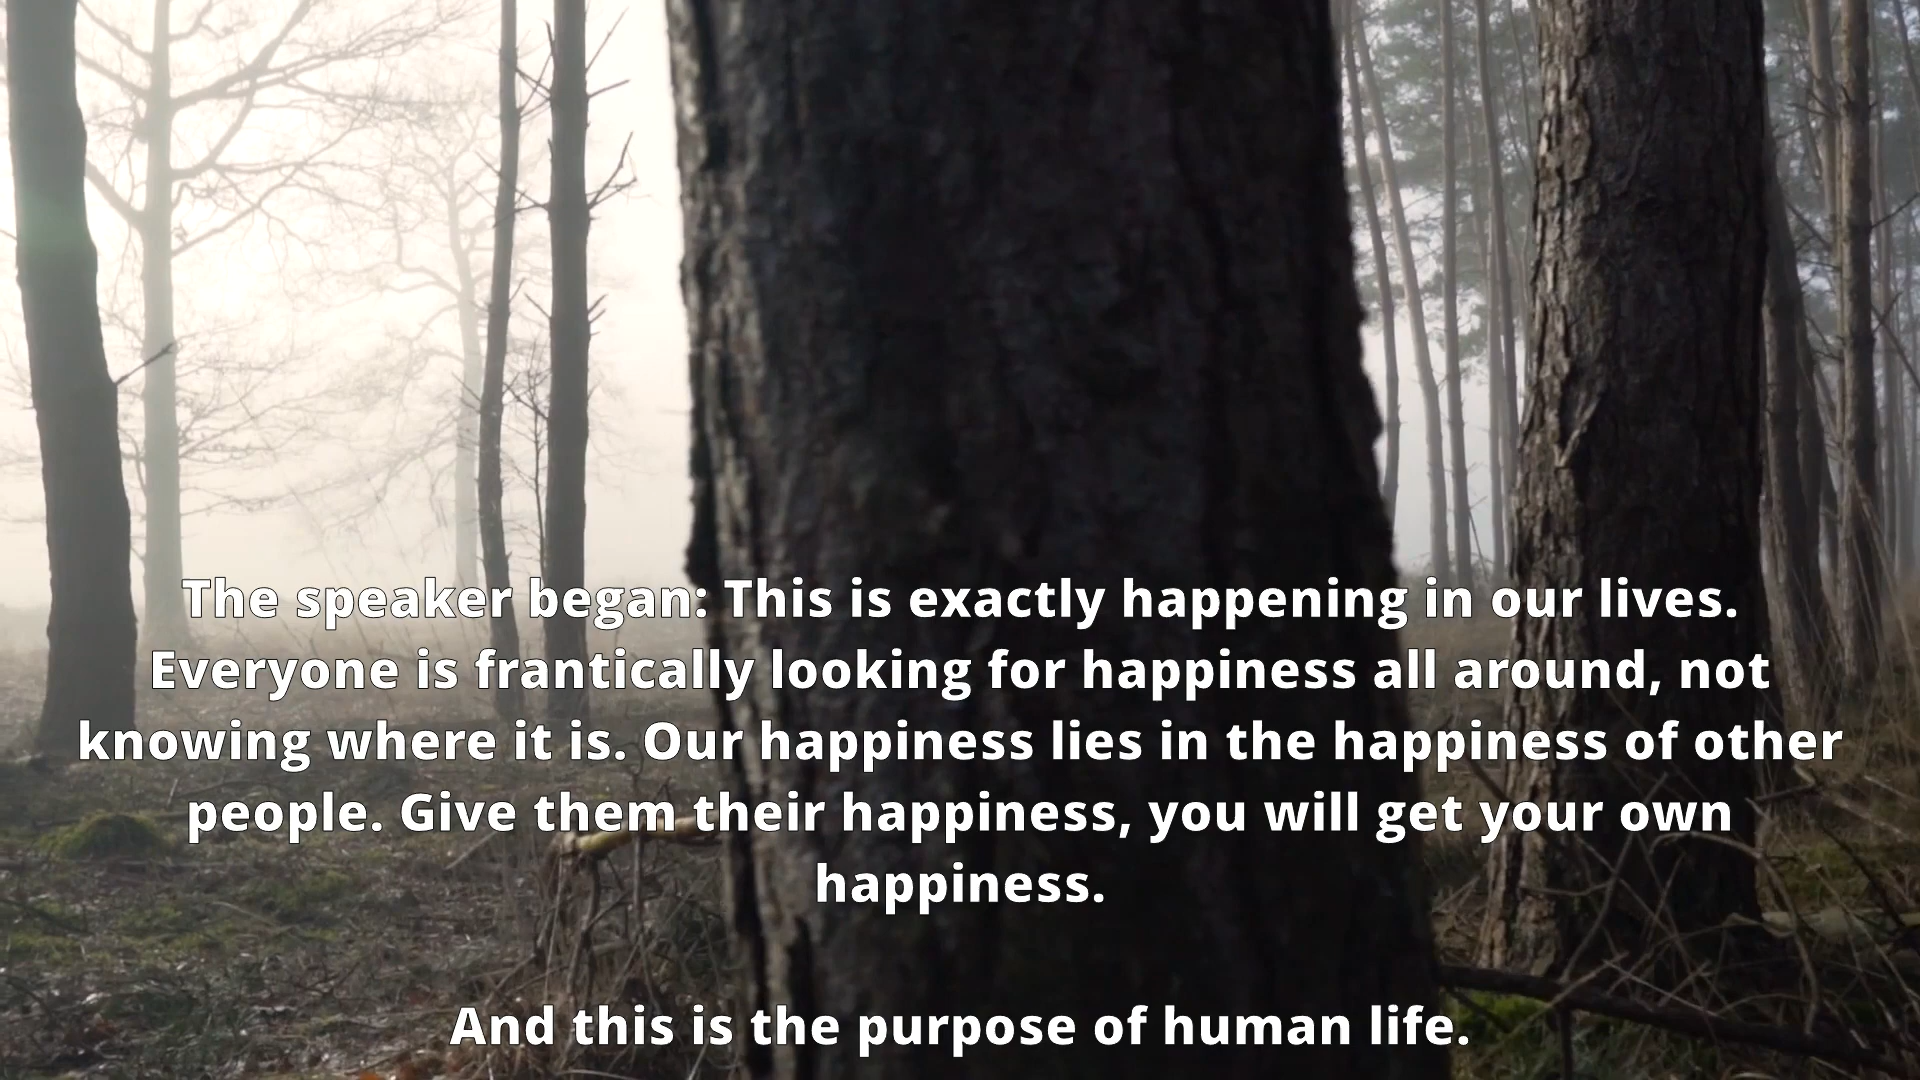 The speaker began: This is exactly happening in our lives.
Everyone is frantically looking for happiness all around, not
knowing where it is. Our happiness lies in the happiness of other
people. Give them their happiness, you will get your own
happiness.
And this is the purpose of human life.